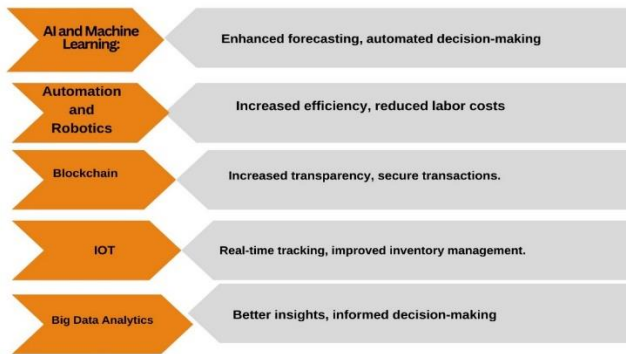 AI and Machine
Learning:
Enhanced forecasting, automated decision-making
Automation
and
Robotics
Increased efficiency, reduced labor costs
Blockchain
Increased transparency, secure transactions.
IOT
Real-time tracking, improved inventory management.
Big Data Analytics
Better insights, informed decision-making